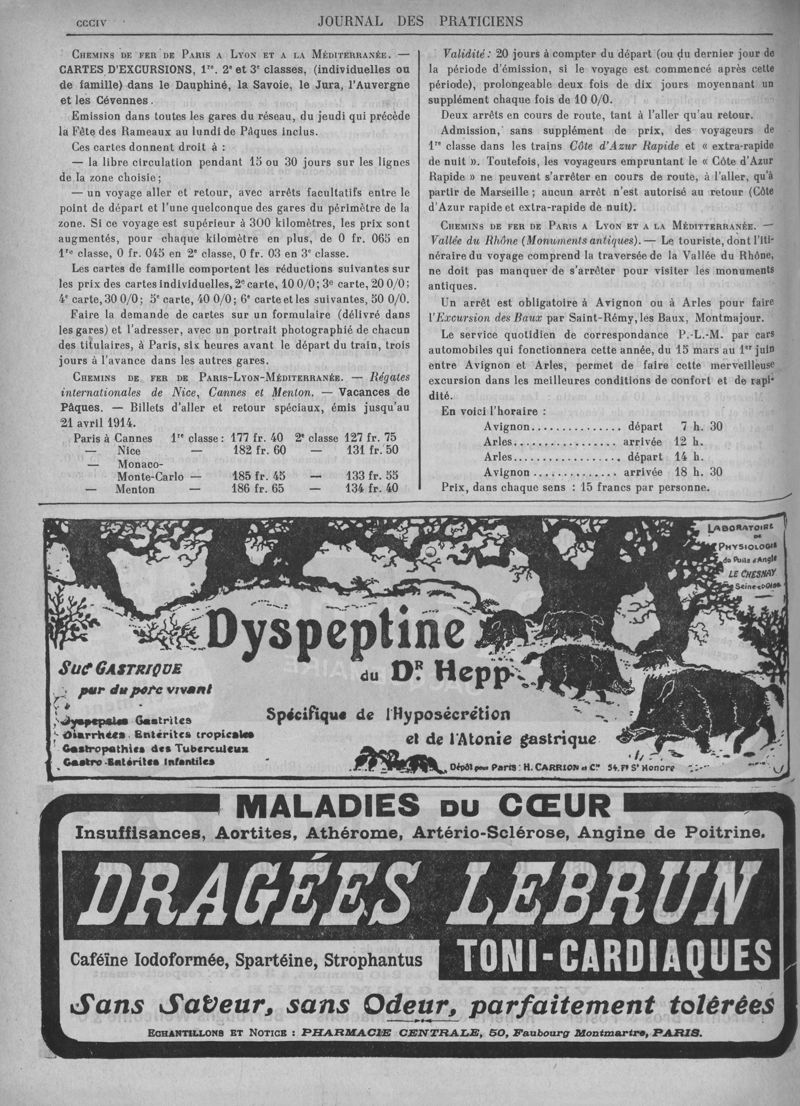 CCCIV JOURNAL DES PRATICIENS
CHEMINS DE FER DE PARIS A LYON ET A LA MÉDITERRANÉE. —
CARTES D'EXCURSIONS, 1re, 2e et 3e classes, (individuelles ou
de famille) dans le Dauphiné, la Savoie, le Jura, l'Auvergne
et les Cévennes.
Emission dans toutes les gares du réseau, du jeudi qui précède
la Fête des Rameaux au lundi de Pâques inclus.
Ces cartes donnent droit à :
— la libre circulation pendant 15 ou 30 jours sur les lignes
de la zone choisie ;
— un voyage aller et retour, avec arrêts facultatifs entre le
point de départ et l'une quelconque des gares du périmètre de la
zone. Si ce voyage est supérieur à 300 kilomètres, les prix sont
augmentés, pour chaque kilomètre en plus, de 0 fr. 065 en
1re classe, 0 fr. 045 en 2e classe, 0 fr. 03 en 3e classe.
Les cartes de famille comportent les réductions suivantes sur
les prix des cartes individuelles, 2e carte, 10 0/0; 3e carte, 20 0/0;
4e carte, 30 0/0; 5e carte, 40 0/0; 6e carte et les suivantes, 50 0/0.
Faire la demande de cartes sur un formulaire (délivré dans
les gares) et l'adresser, avec un portrait photographié de chacun
des titulaires, à Paris, six heures avant le départ du train, trois
jours à l'avance dans les autres gares.
CHEMINS DE FER DE PARIS-LYON-MÉDITERRANÉE. — Régates
internationales de Nice, Cannes et Menton. — Vacances de
Pâques. — Billets d'aller et retour spéciaux, émis jusqu'au
21 avril 1914.
Paris à Cannes 1re classe : 177 fr. 40 2e classe 127 fr. 75
— Nice — 182 fr. 60 — 131 fr. 50
— Monaco-
Monte-Carlo — 185 fr. 45 — 133 fr. 55
— Menton — 186 fr. 65 — 134 fr. 40
Validité : 20 jours à compter du départ (ou du dernier jour de
la période d'émission, si le voyage est commencé après cette
période), prolongeable deux fois de dix jours moyennant un
supplément chaque fois de 10 0/0.
Deux arrêts en cours de route, tant à l'aller qu'au retour.
Admission, sans supplément de prix, des voyageurs de
1re classe dans les trains Côte d'Azur Rapide et « extra-rapide
de nuit ». Toutefois, les voyageurs empruntant le « Côte d'Azur
Rapide » ne peuvent s'arrêter en cours de route, à l'aller, qu'à
partir de Marseille ; aucun arrêt n'est autorisé au retour (Côte
d'Azur rapide et extra-rapide de nuit).
CHEMINS DE FER DE PARIS A LYON ET A LA MÉDITERRANÉE. —
Vallée du Rhône (Monuments antiques). — Le touriste, dont l'iti-
néraire du voyage comprend la traversée de la Vallée du Rhône,
ne doit pas manquer de s'arrêter pour visiter les monuments
antiques.
Un arrêt est obligatoire à Avignon ou à Arles pour faire
l'Excursion des Baux par Saint-Rémy, les Baux, Montmajour.
Le service quotidien de correspondance P.-L.-M. par cars
automobiles qui fonctionnera cette année, du 15 mars au 1er juin
entre Avignon et Arles, permet de faire cette merveilleuse
excursion dans les meilleures conditions de confort et de rapi-
dité.
En voici l'horaire :
Avignon .............. départ 7 h. 30
Arles................. arrivée 12 h.
Arles................. départ 14 h.
Avignon .............. arrivée 18 h. 30
Prix, dans chaque sens : 15 francs par personne.
LABORATOIRE
DE
PHYSIOLOGIE
du Puits d'Angle
LE CHESNAY
Seine et Oise
Dyspeptine
du Dr Hepp
SUC GASTRIQUE
pur du porc vivant
Dyspepsies Gastrites
Diarrhées, Entérites tropicales
Gastropathies des Tuberculeux
Gastro-Entérites Infantiles
Spécifique de l'Hyposécrétion
et de l'Atonie gastrique
Dépôt pour Paris : H. CARRION et Cie 54, Fg St Honoré
MALADIES DU CŒUR
Insuffisances, Aortites, Athérome, Artério-Sclérose, Angine de Poitrine.
DRAGÉES LEBRUN
Caféïne Iodoformée, Spartéine, Strophantus
TONI-CARDIAQUES
Sans Saveur, sans Odeur, parfaitement tolérées
ECHANTILLONS ET NOTICE : PHARMACIE CENTRALE, 50, Faubourg Montmartre, PARIS.